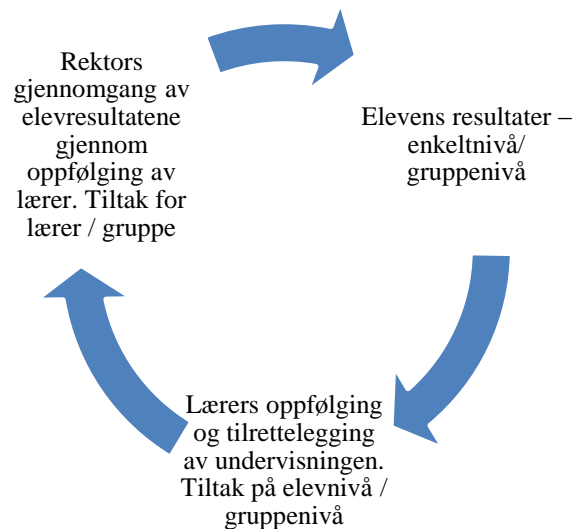 Rektors
gjennomgang av
elevresultatene
gjennom
oppfølging av
lærer. Tiltak for
lærer / gruppe
Elevens resultater –
enkeltnivå/
gruppenivå
Lærers oppfølging
og tilrettelegging
av undervisningen.
Tiltak på elevnivå /
gruppenivå